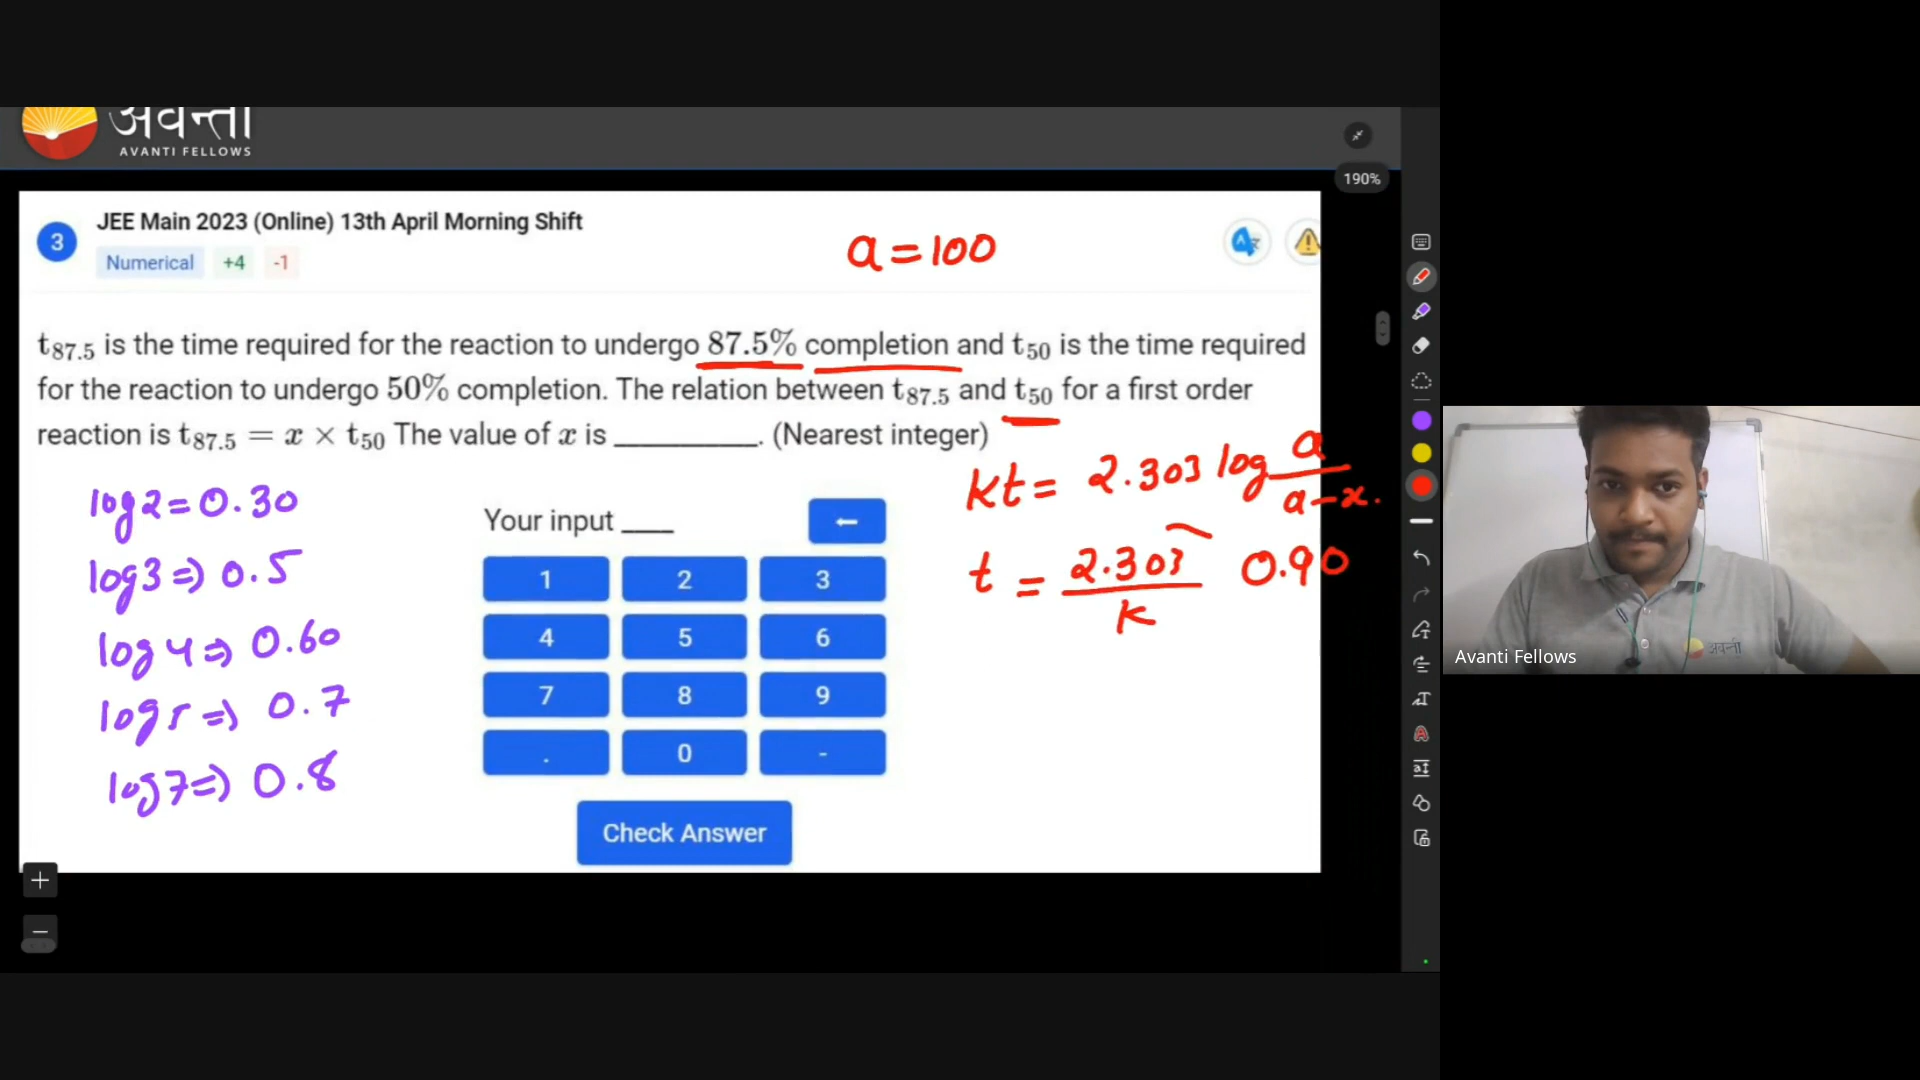 अवन्ती
AVANTI FELLOWS
190%
3
JEE Main 2023 (Online) 13th April Morning Shift
Numerical +4 -1
a = 100
t87.5 is the time required for the reaction to undergo 87.5% completion and t50 is the time required
for the reaction to undergo 50% completion. The relation between t87.5 and t50 for a first order
reaction is t87.5 = x × t50 The value of x is ________. (Nearest integer)
log2 = 0.30
log3 ⇒ 0.5
log4 ⇒ 0.60
log5 ⇒ 0.7
log7 ⇒ 0.8
Your input ____
1 2 3
4 5 6
7 8 9
. 0 -
Check Answer
kt = 2.303 log a/a-x.
t = 2.303/k 0.90
अवन्ती
Avanti Fellows